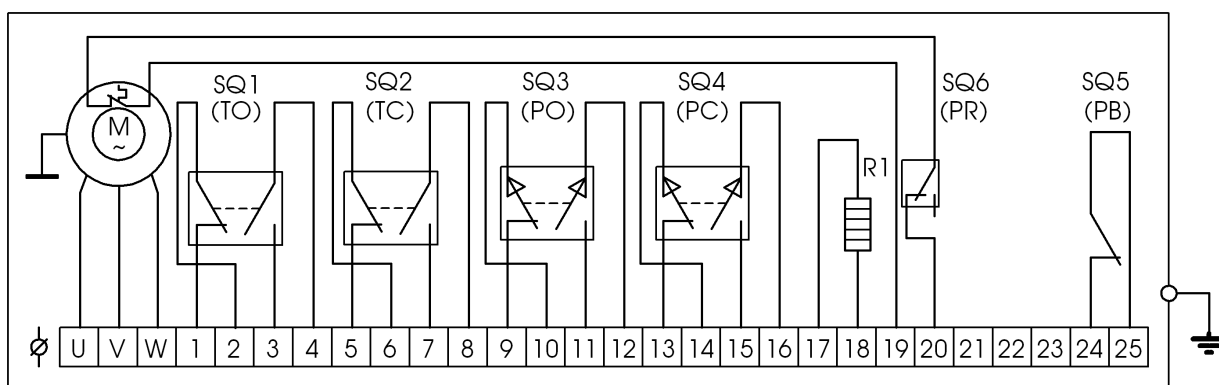 SQ1 SQ2 SQ3 SQ4 SQ6 SQ5
(TO) (TC) (PO) (PC) (PR) (PB)
M
~
R1
U V W 1 2 3 4 5 6 7 8 9 10 11 12 13 14 15 16 17 18 19 20 21 22 23 24 25